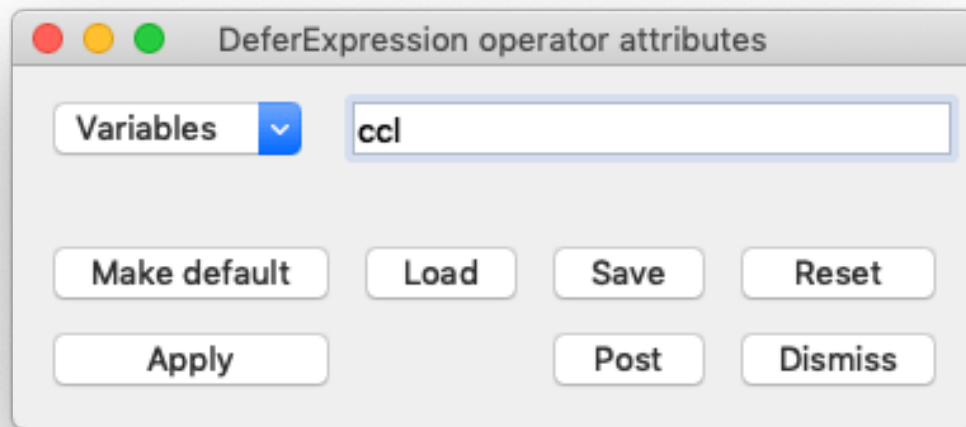 DeferExpression operator attributes
Variables ccl
Make default Load Save Reset
Apply Post Dismiss